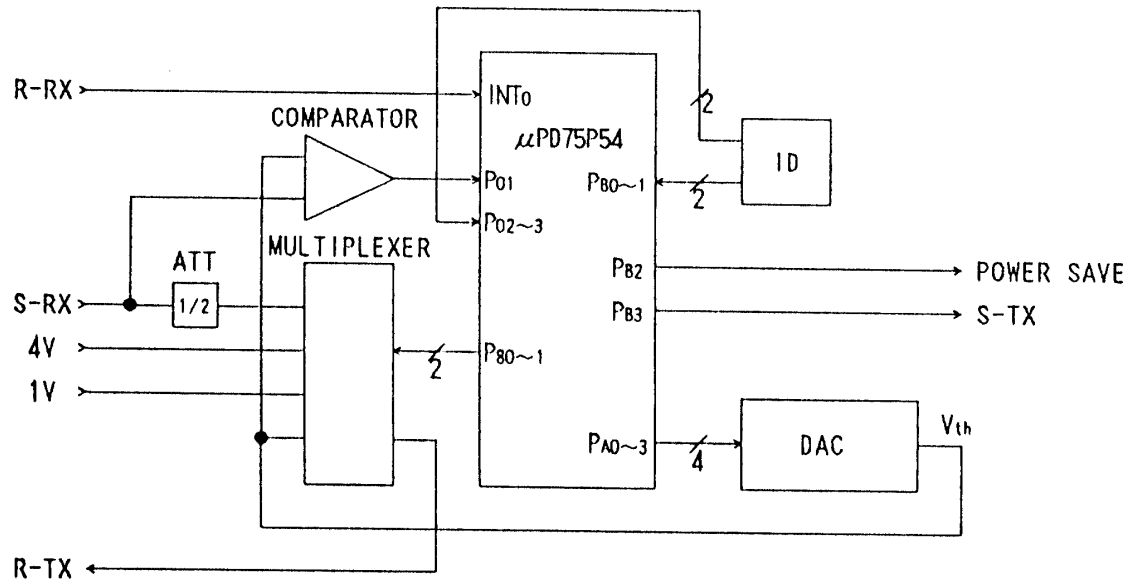 R-RX
INT0
COMPARATOR
μPD75P54
2
ID
P01
PB0~1
2
P02~3
MULTIPLEXER
ATT
PB2
POWER SAVE
S-RX
1/2
PB3
S-TX
4V
2
P80~1
1V
PA0~3
4
DAC
Vth
R-TX